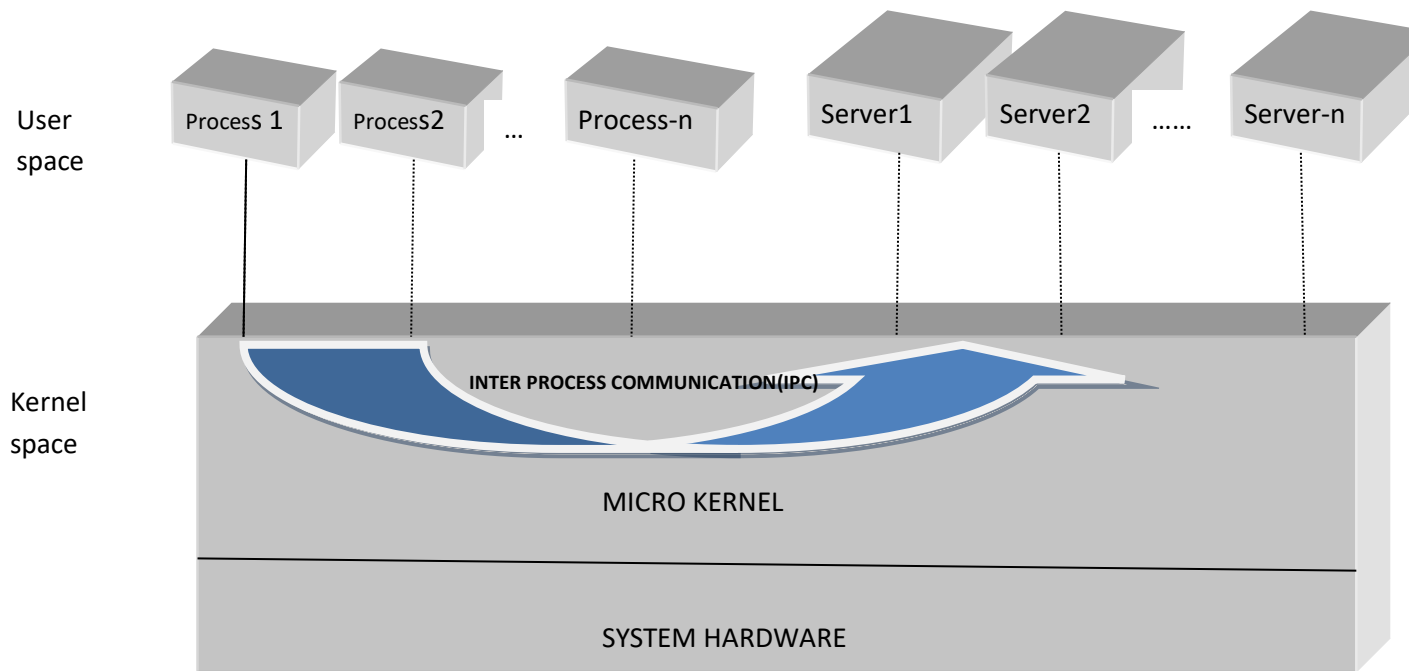 Process 1
Process2
...
Process-n
Server1
Server2
......
Server-n
User
space
INTER PROCESS COMMUNICATION(IPC)
Kernel
space
MICRO KERNEL
SYSTEM HARDWARE